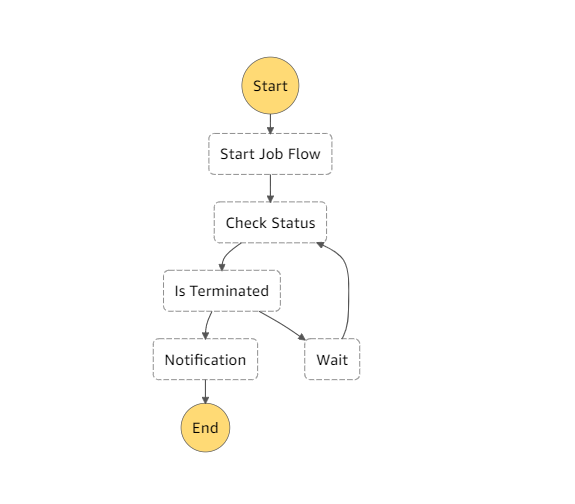 Start
Start Job Flow
Check Status
Is Terminated
Notification
Wait
End